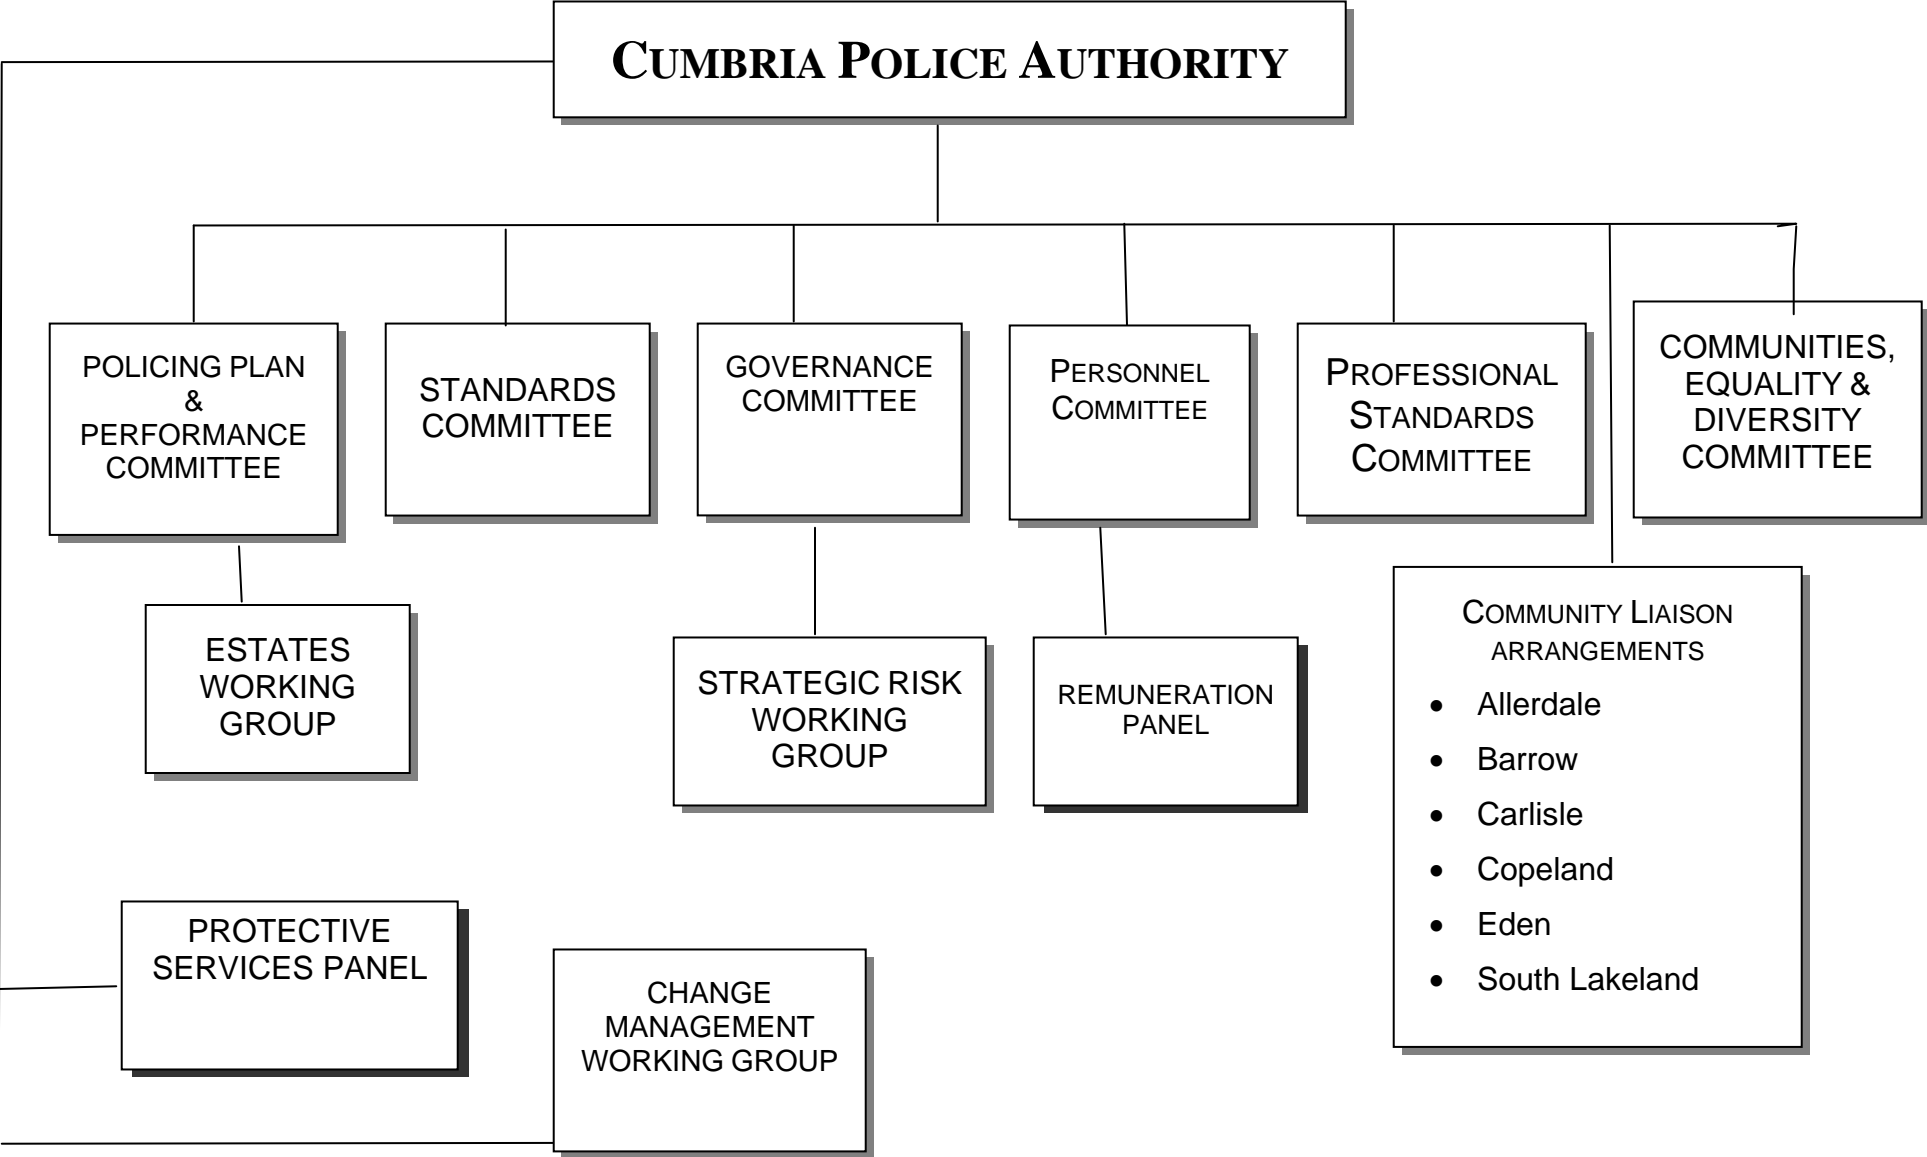 CUMBRIA POLICE AUTHORITY
POLICING PLAN
&
PERFORMANCE
COMMITTEE
STANDARDS
COMMITTEE
GOVERNANCE
COMMITTEE
PERSONNEL
COMMITTEE
PROFESSIONAL
STANDARDS
COMMITTEE
COMMUNITIES,
EQUALITY &
DIVERSITY
COMMITTEE
ESTATES
WORKING
GROUP
STRATEGIC RISK
WORKING
GROUP
REMUNERATION
PANEL
COMMUNITY LIAISON
ARRANGEMENTS
• Allerdale
• Barrow
• Carlisle
• Copeland
• Eden
• South Lakeland
PROTECTIVE
SERVICES PANEL
CHANGE
MANAGEMENT
WORKING GROUP